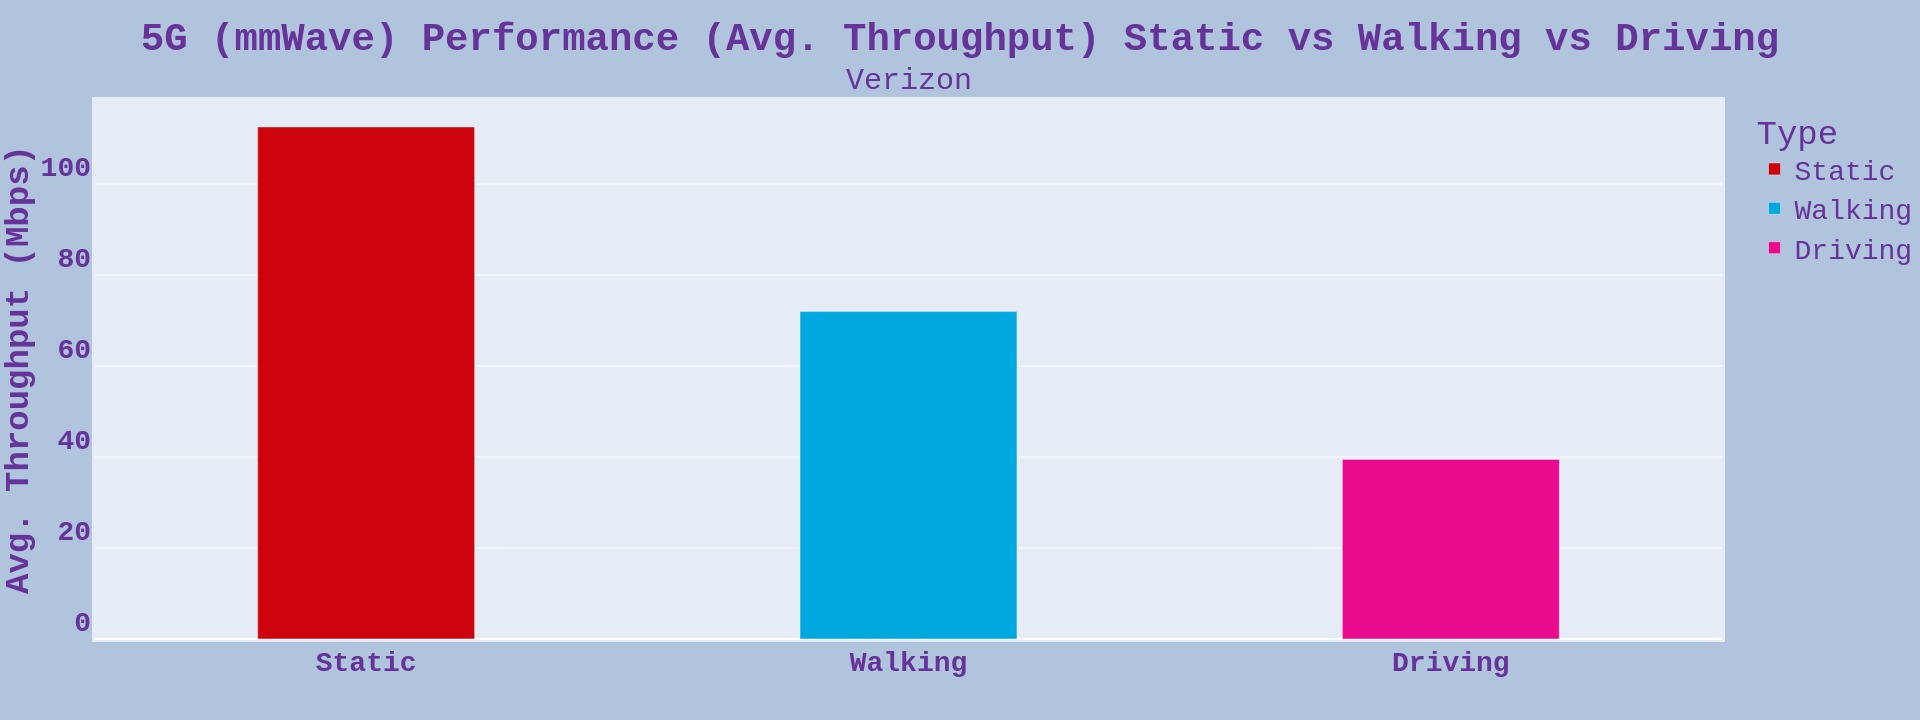 5G (mmWave) Performance (Avg. Throughput) Static vs Walking vs Driving
Verizon
Avg. Throughput (Mbps)
100
80
60
40
20
0
Static
Walking
Driving
Type
Static
Walking
Driving